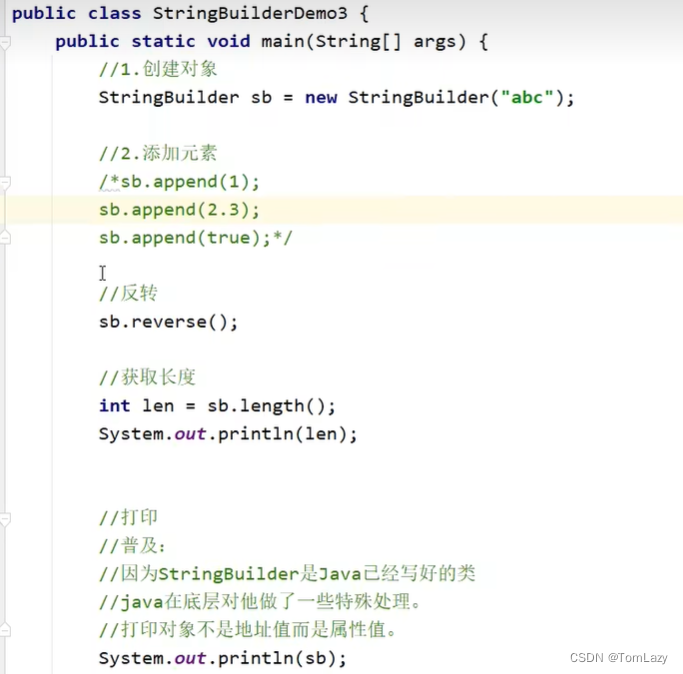 public class StringBuilderDemo3 {
public static void main(String[] args) {
//1.创建对象
StringBuilder sb = new StringBuilder("abc");
//2.添加元素
/*sb.append(1);
sb.append(2.3);
sb.append(true);*/
//反转
sb.reverse();
//获取长度
int len = sb.length();
System.out.println(len);
//打印
//普及：
//因为StringBuilder是Java已经写好的类
//java在底层对他做了一些特殊处理。
//打印对象不是地址值而是属性值。
System.out.println(sb);
CSDN @TomLazy